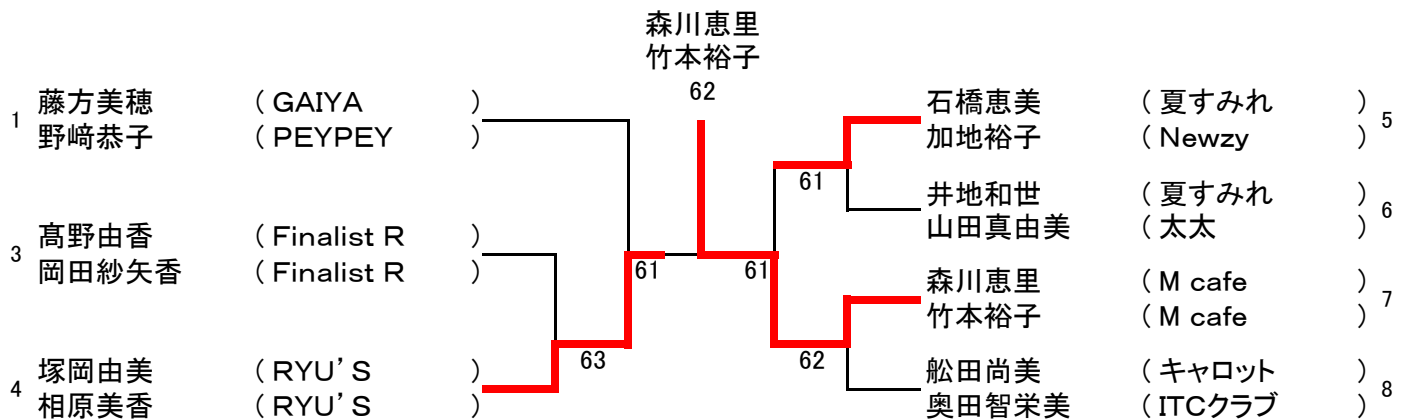 森川恵里
竹本裕子
62
1 藤方美穂 ( GAIYA )
野﨑恭子 ( PEYPEY )
3 髙野由香 ( Finalist R )
岡田紗矢香 ( Finalist R )
61
63
4 塚岡由美 ( RYU'S )
相原美香 ( RYU'S )
石橋恵美 ( 夏すみれ ) 5
加地裕子 ( Newzy )
61
井地和世 ( 夏すみれ ) 6
山田真由美 ( 太太 )
61
森川恵里 ( M cafe ) 7
竹本裕子 ( M cafe )
62
舩田尚美 ( キャロット ) 8
奥田智栄美 ( ITCクラブ )